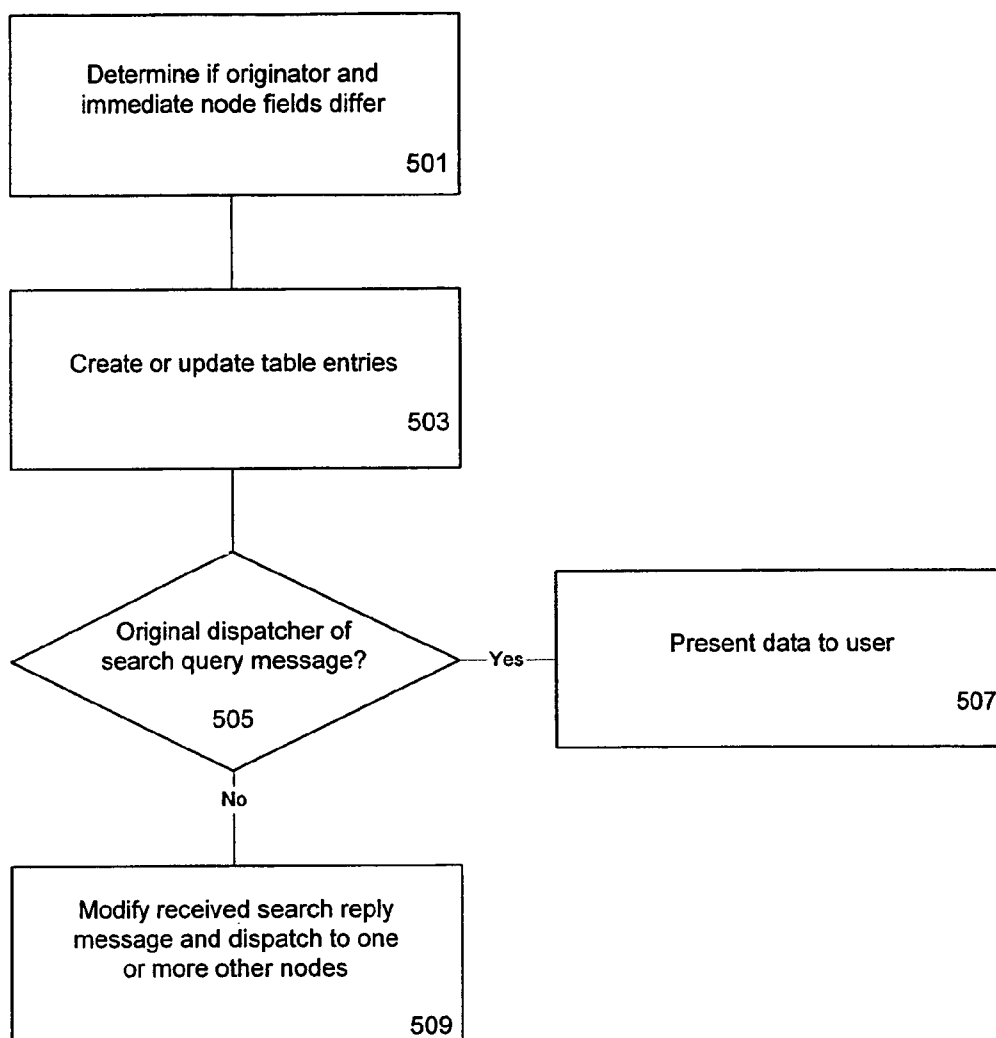 Determine if originator and
immediate node fields differ
501
Create or update table entries
503
Original dispatcher of
search query message?
505
Yes
Present data to user
507
No
Modify received search reply
message and dispatch to one
or more other nodes
509